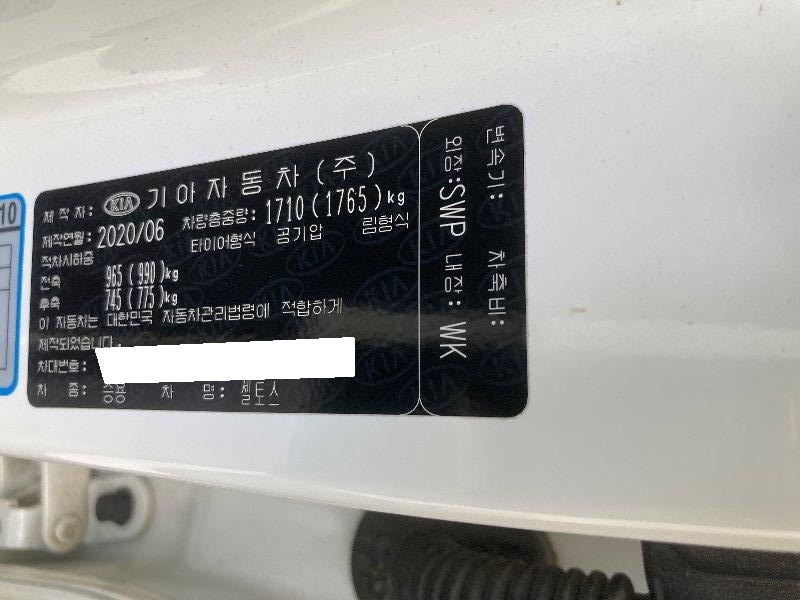 제 작 자: KIA 기 아 자 동 차 (주)
제작연월: 2020/06 차량총중량: 1710(1765)kg
적차시하중 타이어형식 공기압 림형식
전축 965(990)kg
후축 745(775)kg
이 자동차는 대한민국 자동차관리법령에 적합하게
제작되었습니다.
차대번호:
차 종: 승용 차 명: 셀토스
변속기: 차축비:
외장:SWP 내장: WK
10